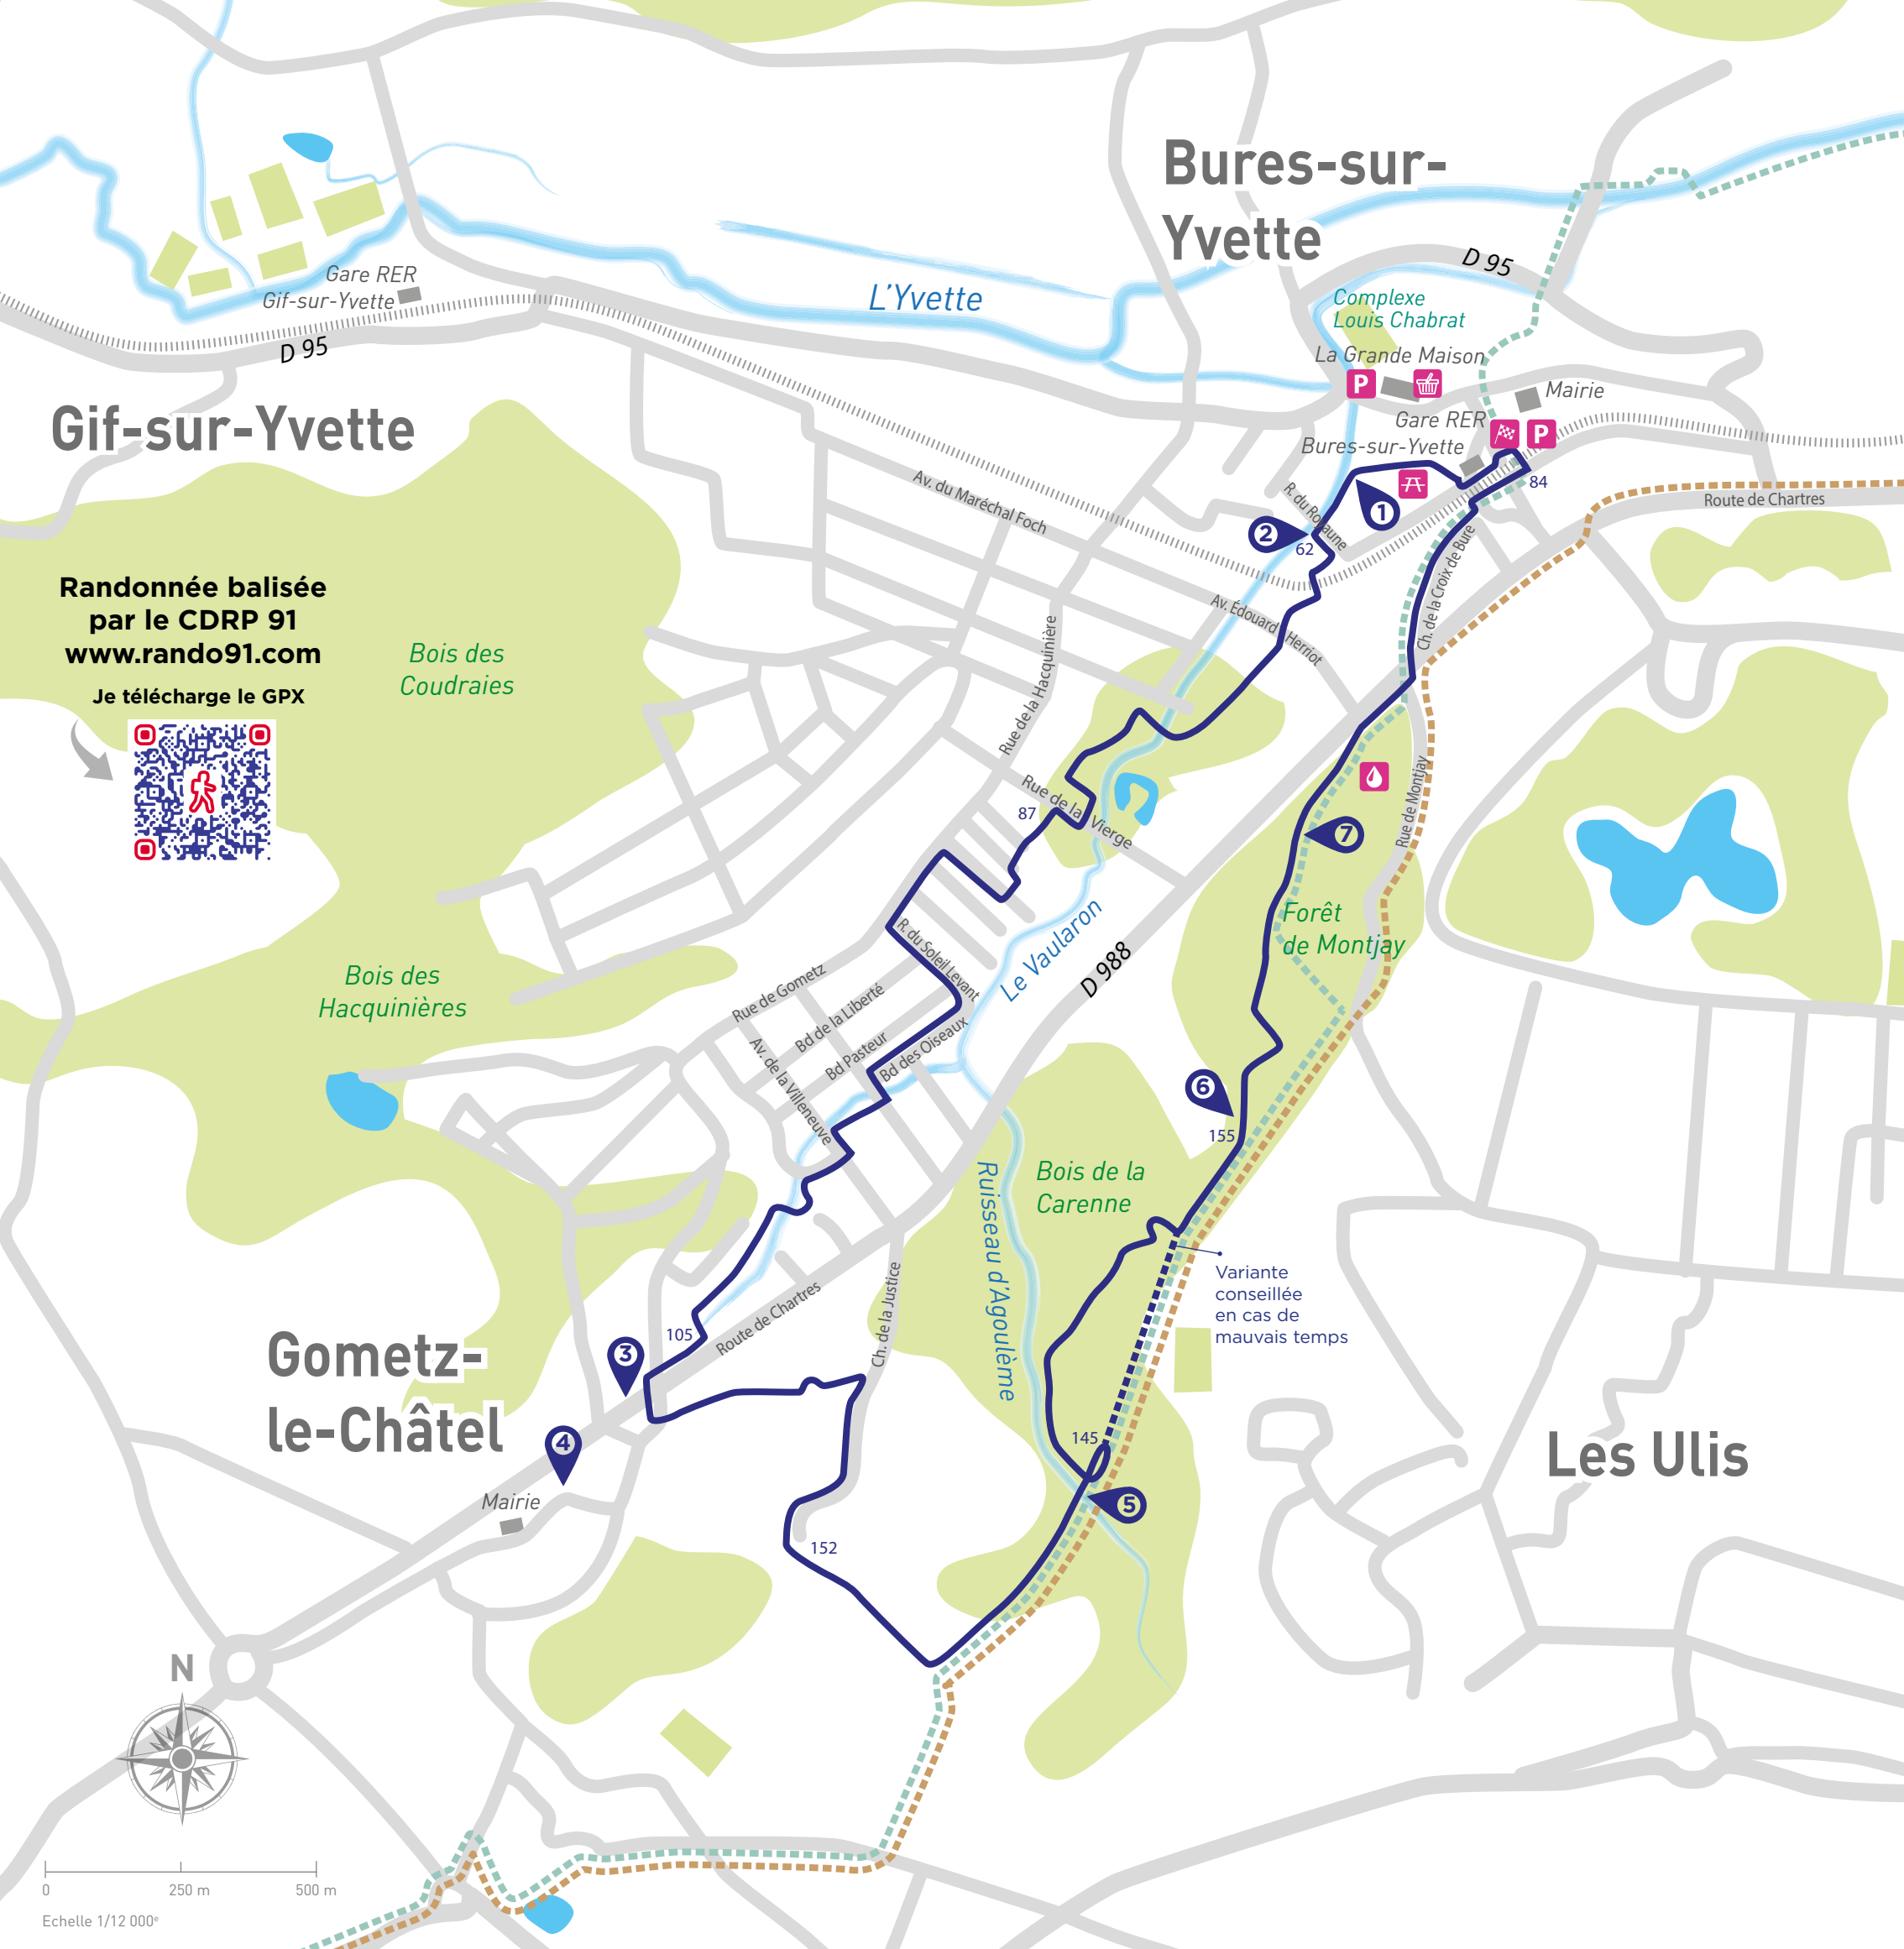 Bures-sur-
Yvette
D 95
Gare RER
Gif-sur-Yvette
L'Yvette
D 95
Complexe
Louis Chabrat
La Grande Maison
P
Mairie
Gare RER
Bures-sur-Yvette
P
Gif-sur-Yvette
84
Route de Chartres
Av. du Maréchal Foch
R. du Royaune
1
2
62
Ch. de la Croix de Bure
Randonnée balisée
par le CDRP 91
www.rando91.com
Je télécharge le GPX
Bois des
Coudraies
Av. Édouard Herriot
Rue de la Hacquinière
Rue de la Vierge
87
Rue de Montjay
7
Forêt
de Montjay
R. du Soleil Levant
Le Vaularon
D 988
Bois des
Hacquinières
Rue de Gometz
Bd de la Liberté
Bd Pasteur
Bd des Oiseaux
Av. de la Villeneuve
6
155
Bois de la
Carenne
Ruisseau d'Agoulème
Variante
conseillée
en cas de
mauvais temps
Gometz-
le-Châtel
105
Route de Chartres
Ch. de la Justice
3
4
Mairie
145
5
152
Les Ulis
N
0
250 m
500 m
Echelle 1/12 000e